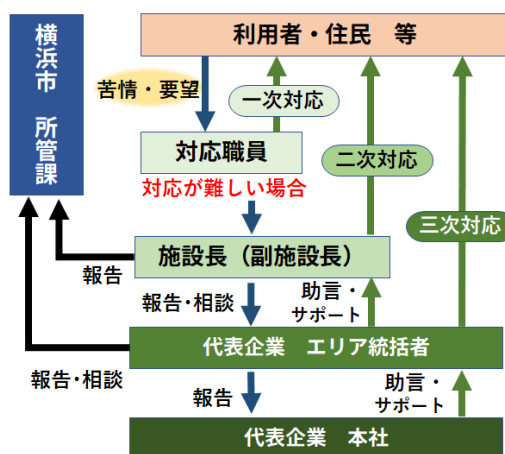 横浜市 所管課
利用者・住民 等
苦情・要望
一次対応
対応職員
二次対応
対応が難しい場合
三次対応
施設長（副施設長）
報告
報告・相談
助言・
サポート
代表企業 エリア統括者
報告・相談
報告
助言・
サポート
代表企業 本社